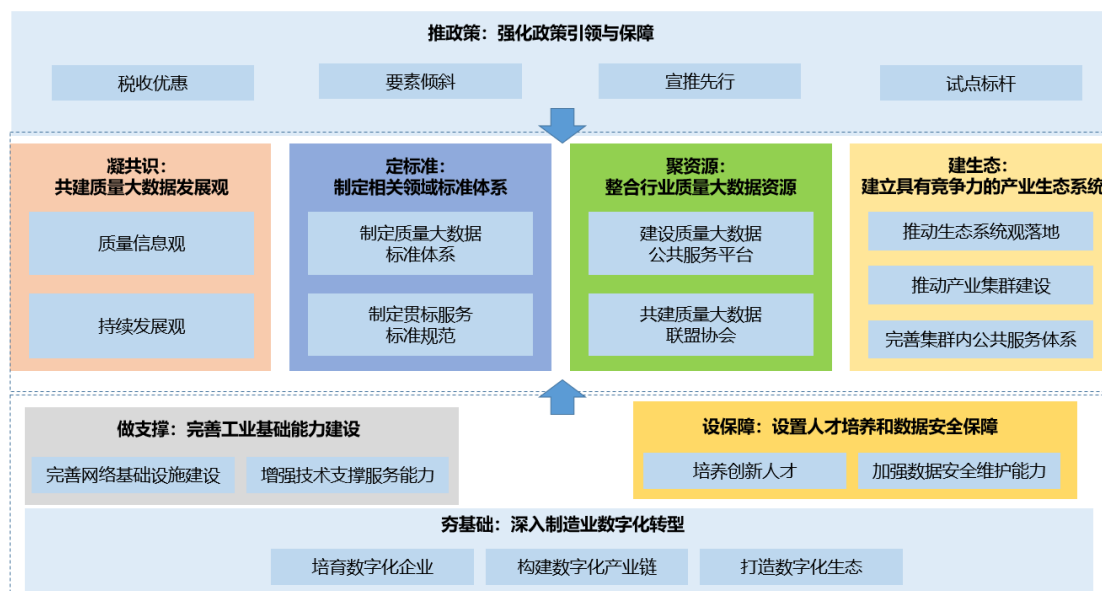 推政策：强化政策引领与保障
税收优惠
要素倾斜
宣推先行
试点标杆
凝共识：
共建质量大数据发展观
质量信息观
持续发展观
定标准：
制定相关领域标准体系
制定质量大数据
标准体系
制定贯标服务
标准规范
聚资源：
整合行业质量大数据资源
建设质量大数据
公共服务平台
共建质量大数据
联盟协会
建生态：
建立具有竞争力的产业生态系统
推动生态系统观落地
推动产业集群建设
完善集群内公共服务体系
做支撑：完善工业基础能力建设
完善网络基础设施建设
增强技术支撑服务能力
设保障：设置人才培养和数据安全保障
培养创新人才
加强数据安全维护能力
夯基础：深入制造业数字化转型
培育数字化企业
构建数字化产业链
打造数字化生态